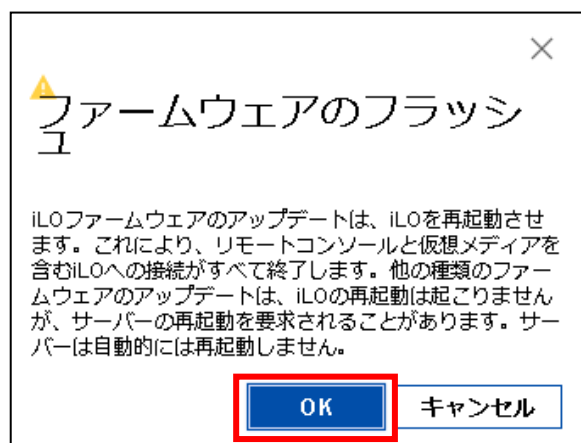 ファームウェアのフラッシ
ュ
iLOファームウェアのアップデートは、iLOを再起動させ
ます。これにより、リモートコンソールと仮想メディアを
含むiLOへの接続がすべて終了します。他の種類のファー
ムウェアのアップデートは、iLOの再起動は起こりません
が、サーバーの再起動を要求されることがあります。サー
バーは自動的には再起動しません。
OK キャンセル